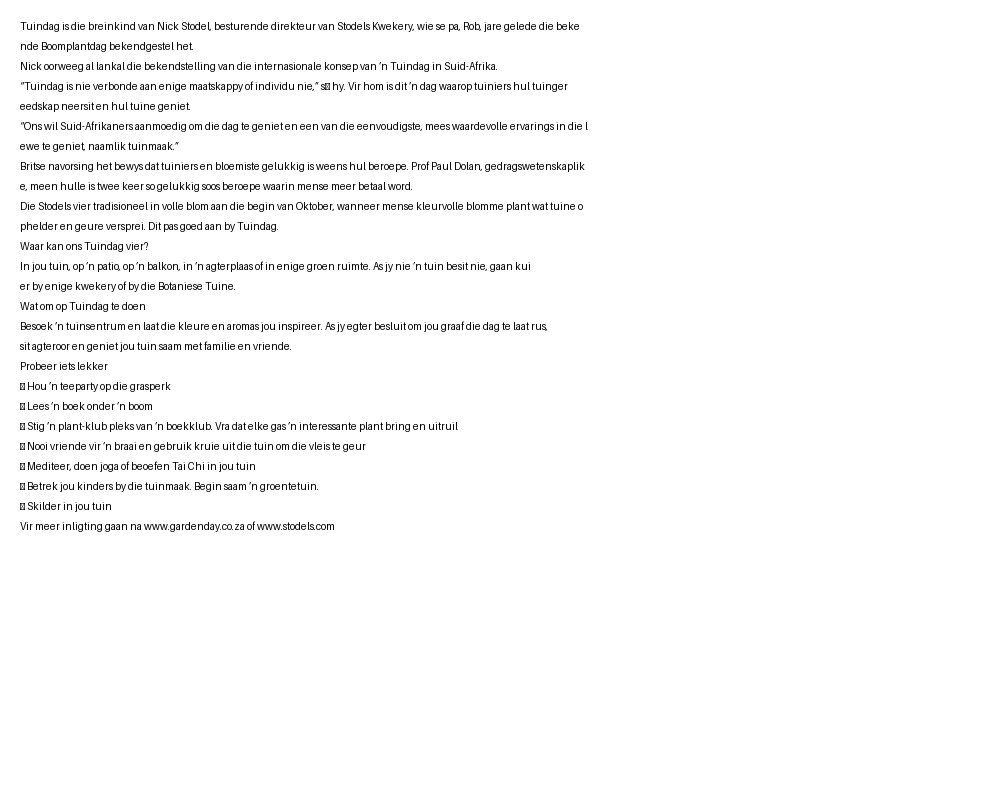 Tuindag is die breinkind van Nick Stodel, besturende direkteur van Stodels Kwekery, wie se pa, Rob, jare gelede die beke
nde Boomplantdag bekendgestel het.
Nick oorweeg al lankal die bekendstelling van die internasionale konsep van ’n Tuindag in Suid-Afrika.
“Tuindag is nie verbonde aan enige maatskappy of individu nie,” s▯ hy. Vir hom is dit ’n dag waarop tuiniers hul tuinger
eedskap neersit en hul tuine geniet.
“Ons wil Suid-Afrikaners aanmoedig om die dag te geniet en een van die eenvoudigste, mees waardevolle ervarings in die l
ewe te geniet, naamlik tuinmaak.”
Britse navorsing het bewys dat tuiniers en bloemiste gelukkig is weens hul beroepe. Prof Paul Dolan, gedragswetenskaplik
e, meen hulle is twee keer so gelukkig soos beroepe waarin mense meer betaal word.
Die Stodels vier tradisioneel in volle blom aan die begin van Oktober, wanneer mense kleurvolle blomme plant wat tuine o
phelder en geure versprei. Dit pas goed aan by Tuindag.
Waar kan ons Tuindag vier?
In jou tuin, op ’n patio, op ’n balkon, in ’n agterplaas of in enige groen ruimte. As jy nie ’n tuin besit nie, gaan kui
er by enige kwekery of by die Botaniese Tuine.
Wat om op Tuindag te doen
Besoek ’n tuinsentrum en laat die kleure en aromas jou inspireer. As jy egter besluit om jou graaf die dag te laat rus,
sit agteroor en geniet jou tuin saam met familie en vriende.
Probeer iets lekker
▯ Hou ’n teeparty op die grasperk
▯ Lees ’n boek onder ’n boom
▯ Stig ’n plant-klub pleks van ’n boekklub. Vra dat elke gas ’n interessante plant bring en uitruil.
▯ Nooi vriende vir ’n braai en gebruik kruie uit die tuin om die vleis te geur
▯ Mediteer, doen joga of beoefen Tai Chi in jou tuin
▯ Betrek jou kinders by die tuinmaak. Begin saam ’n groentetuin.
▯ Skilder in jou tuin
Vir meer inligting gaan na www.gardenday.co.za of www.stodels.com